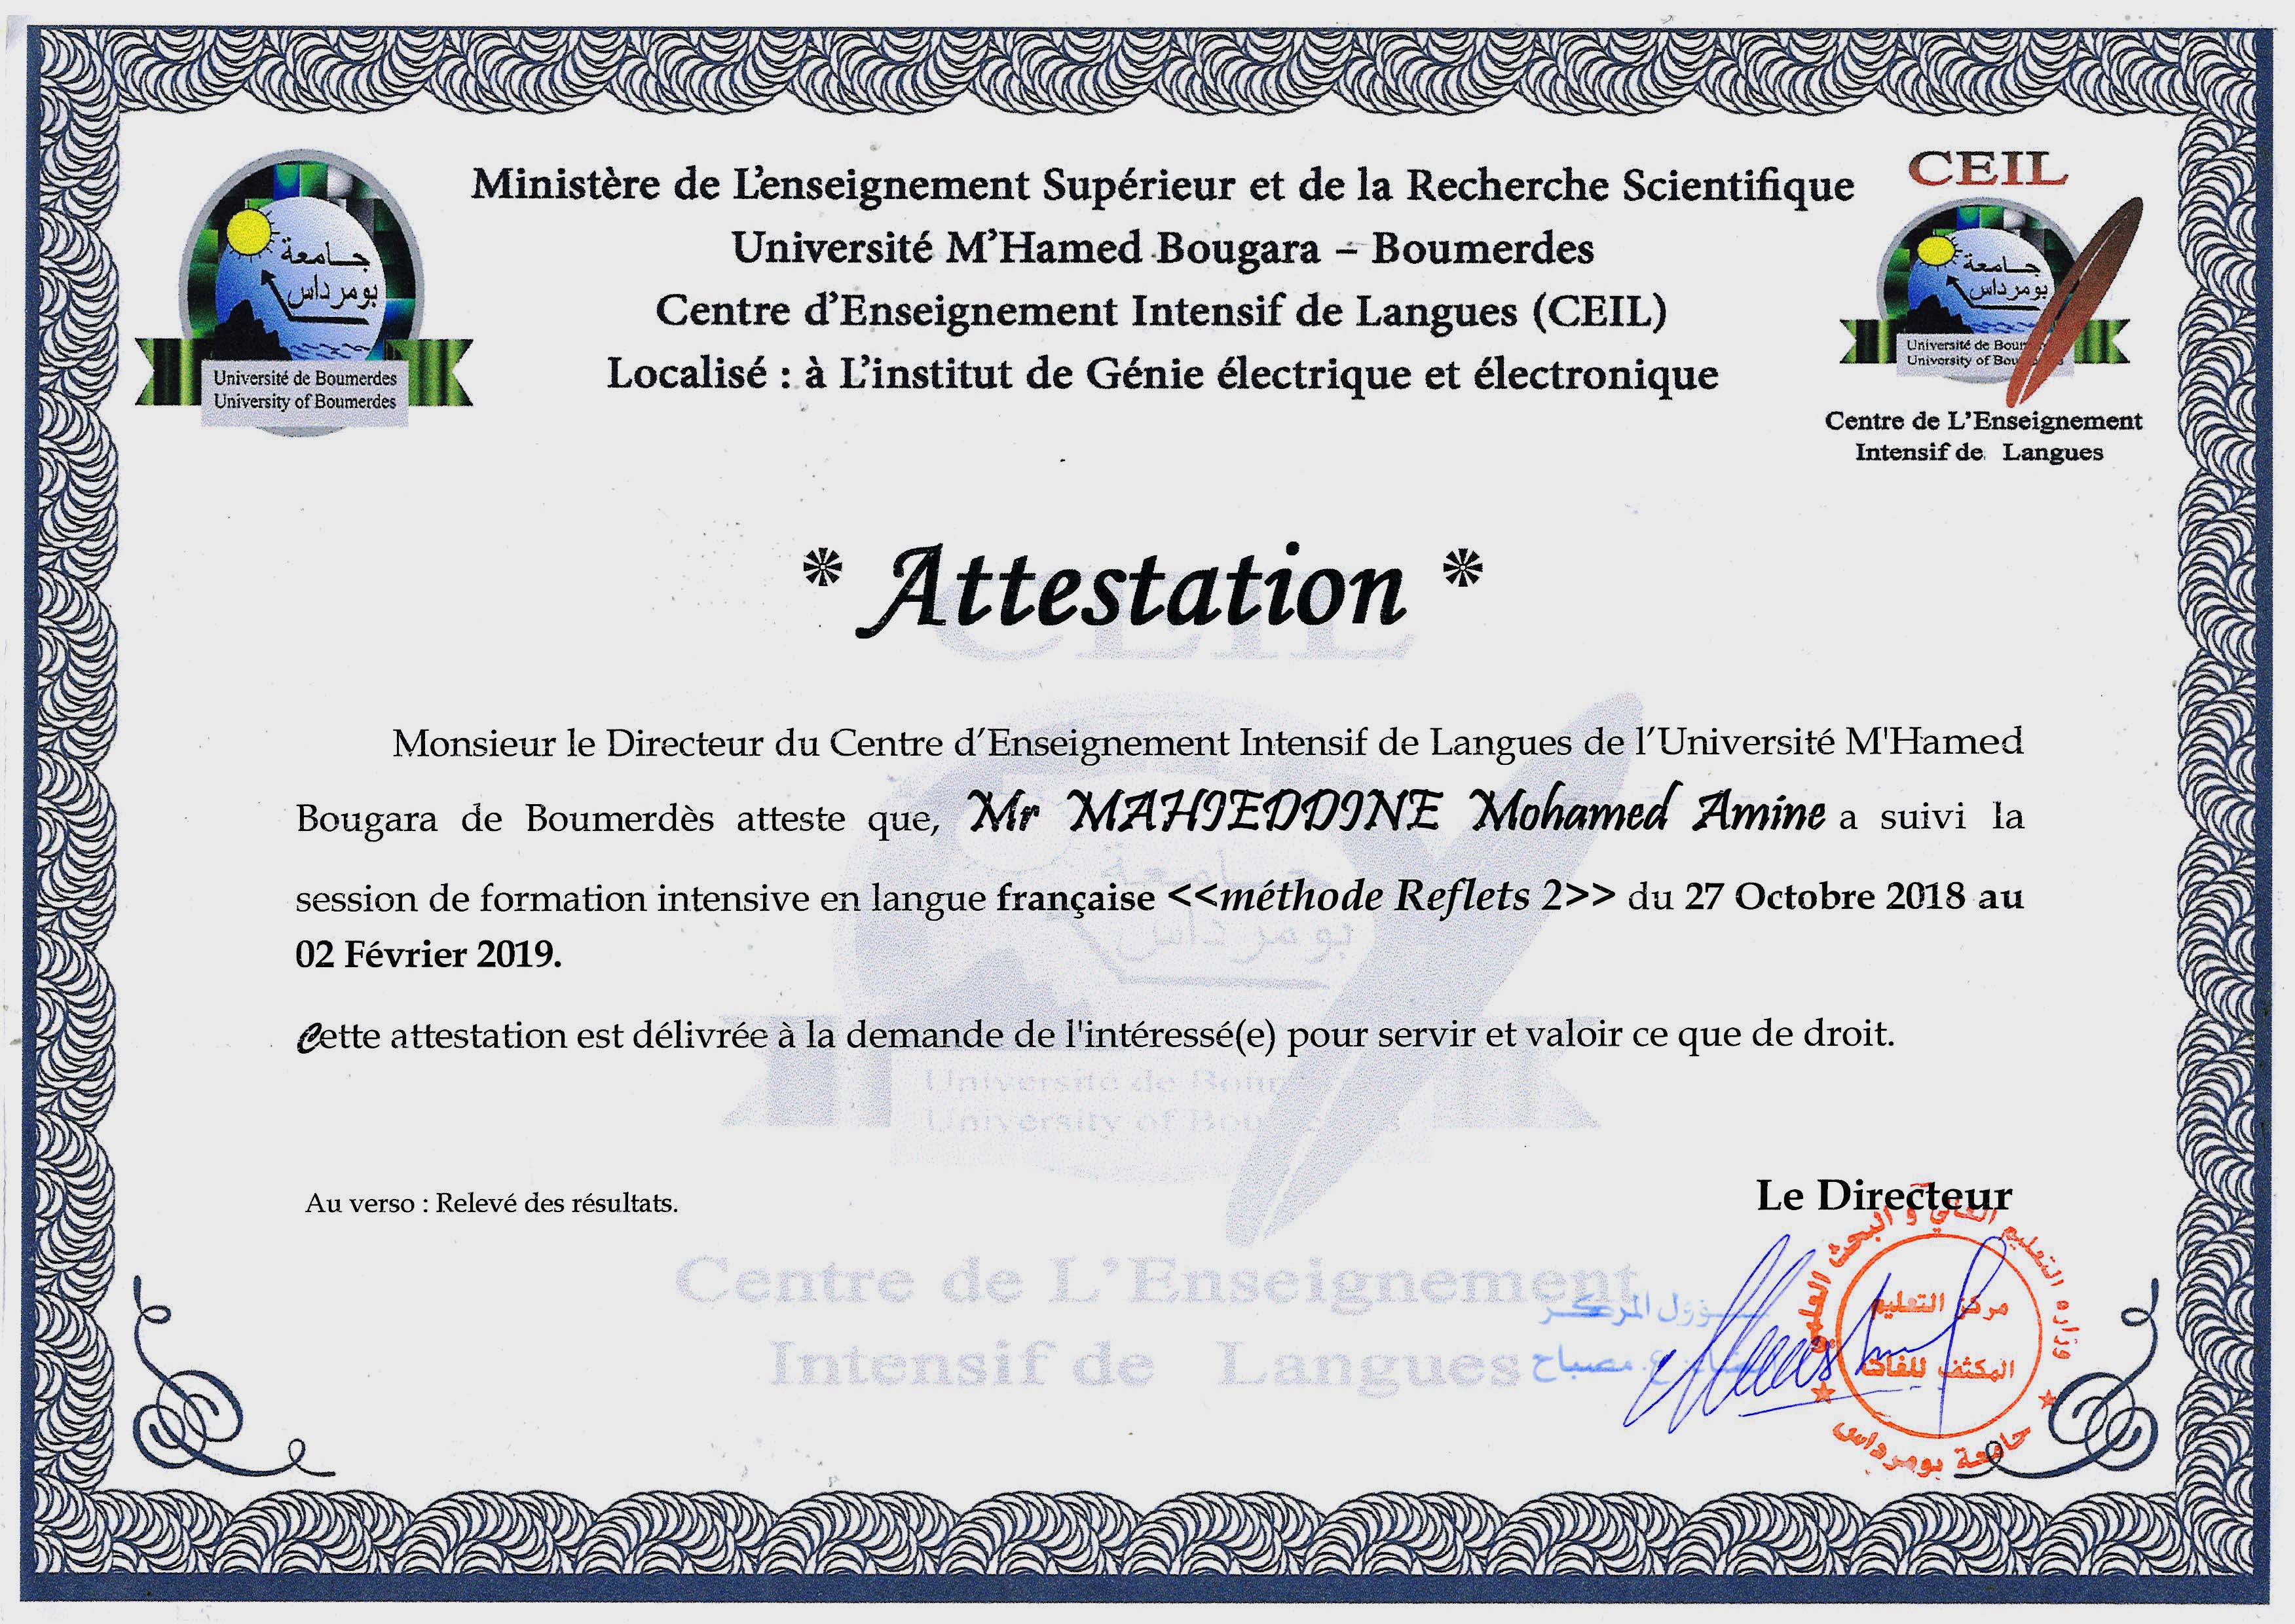 Ministère de L'enseignement Supérieur et de la Recherche Scientifique
Université M'Hamed Bougara – Boumerdes
Centre d'Enseignement Intensif de Langues (CEIL)
Localisé : à L'institut de Génie électrique et électronique
جامعة
بومرداس
Université de Boumerdes
University of Boumerdes
CEIL
جامعة
بومرداس
Université de Bour
University of Bou
Centre de L'Enseignement
Intensif de Langues
* Attestation *
CEIL
Monsieur le Directeur du Centre d'Enseignement Intensif de Langues de l'Université M'Hamed
Bougara de Boumerdès atteste que, Mr MAHIEDDINE Mohamed Amine a suivi la
session de formation intensive en langue française <<méthode Reflets 2>> du 27 Octobre 2018 au
02 Février 2019.
Cette attestation est délivrée à la demande de l'intéressé(e) pour servir et valoir ce que de droit.
جامعة
بومرداس
Université de Bour
University of Bou
Au verso : Relevé des résultats.
Le Directeur
Centre de L'Enseignement
Intensif de Langues
المركز
ع. مصباح
وزارة التعليم العالي و البحث العلمي
مركز التعليم
المكثف للغات
جامعة بومرداس